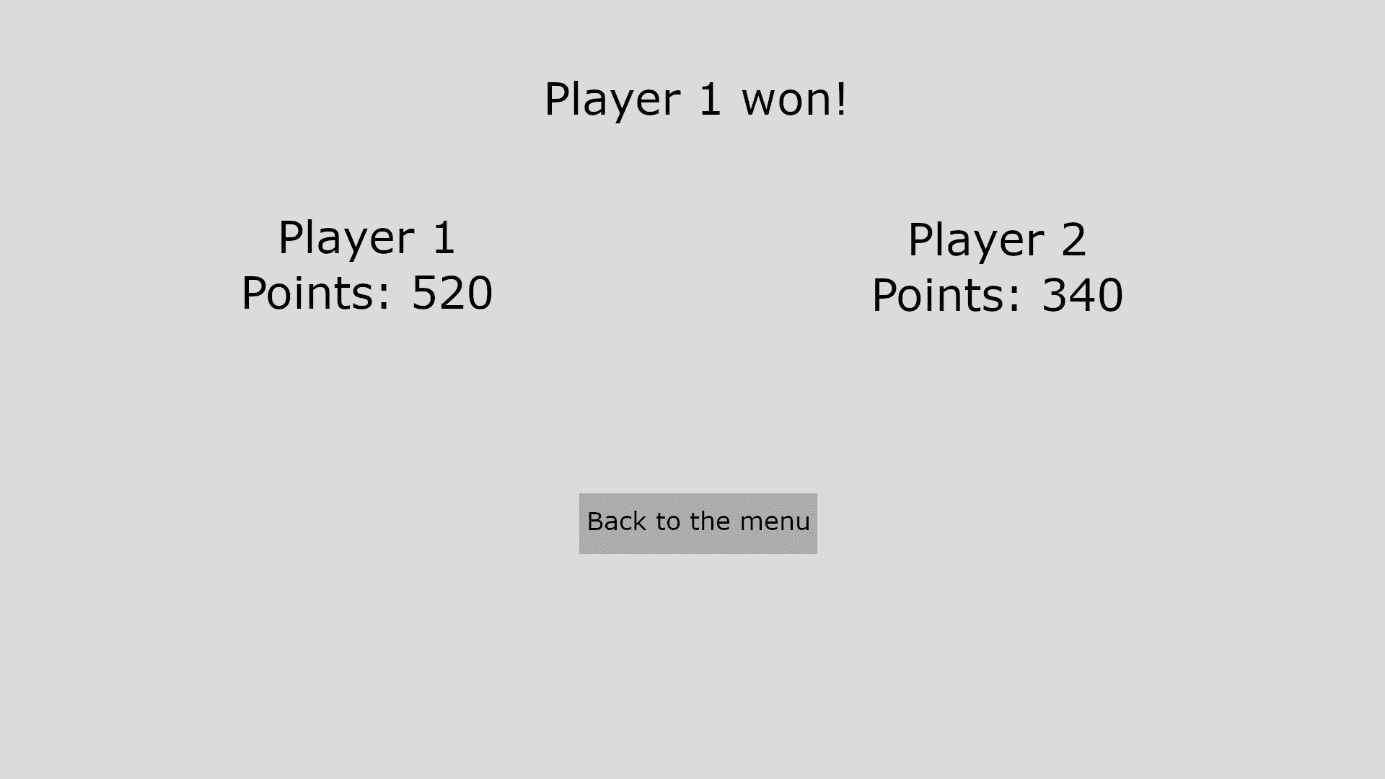 Player 1 won!
Player 1
Points: 520
Player 2
Points: 340
Back to the menu